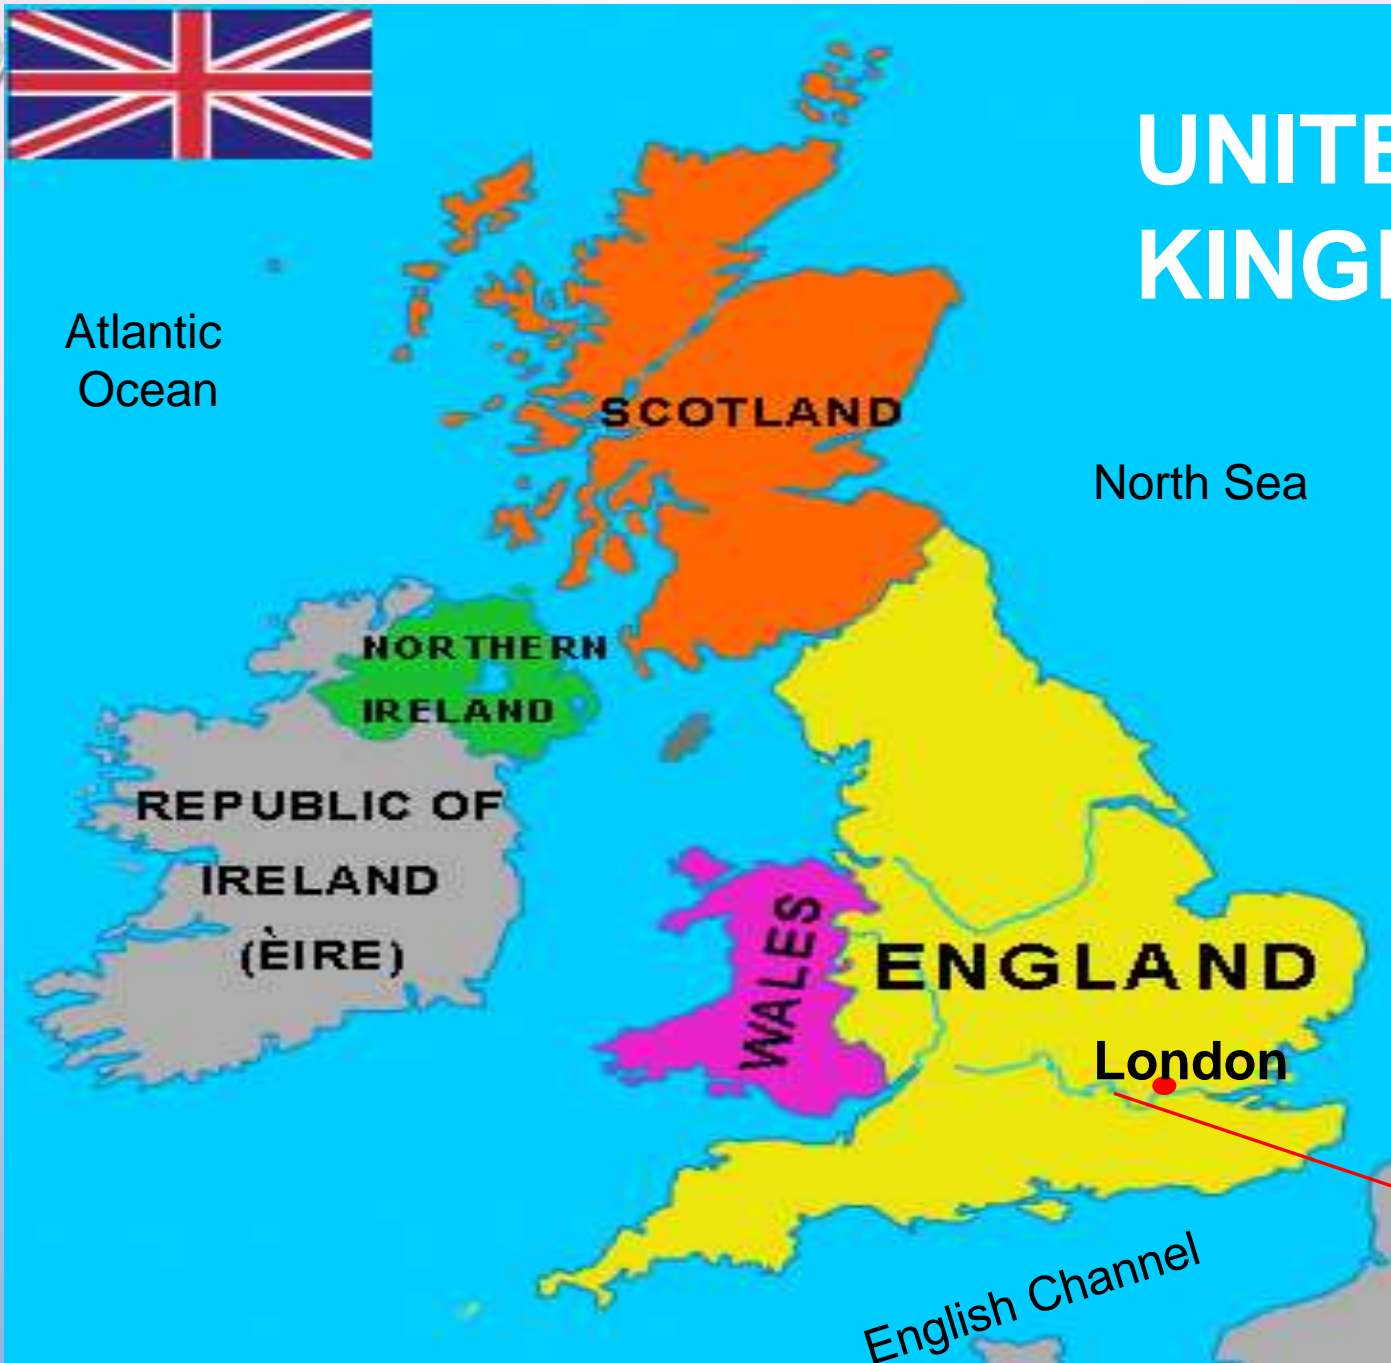 UNITE
KINGI
Atlantic
Ocean
SCOTLAND
North Sea
NORTHERN
IRELAND
REPUBLIC OF
IRELAND
(ÈIRE)
WALES
ENGLAND
London
English Channel